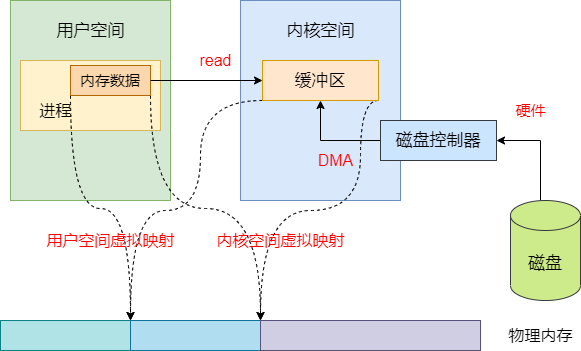 用户空间
内核空间
read
内存数据
缓冲区
进程
硬件
磁盘控制器
DMA
用户空间虚拟映射
内核空间虚拟映射
磁盘
物理内存